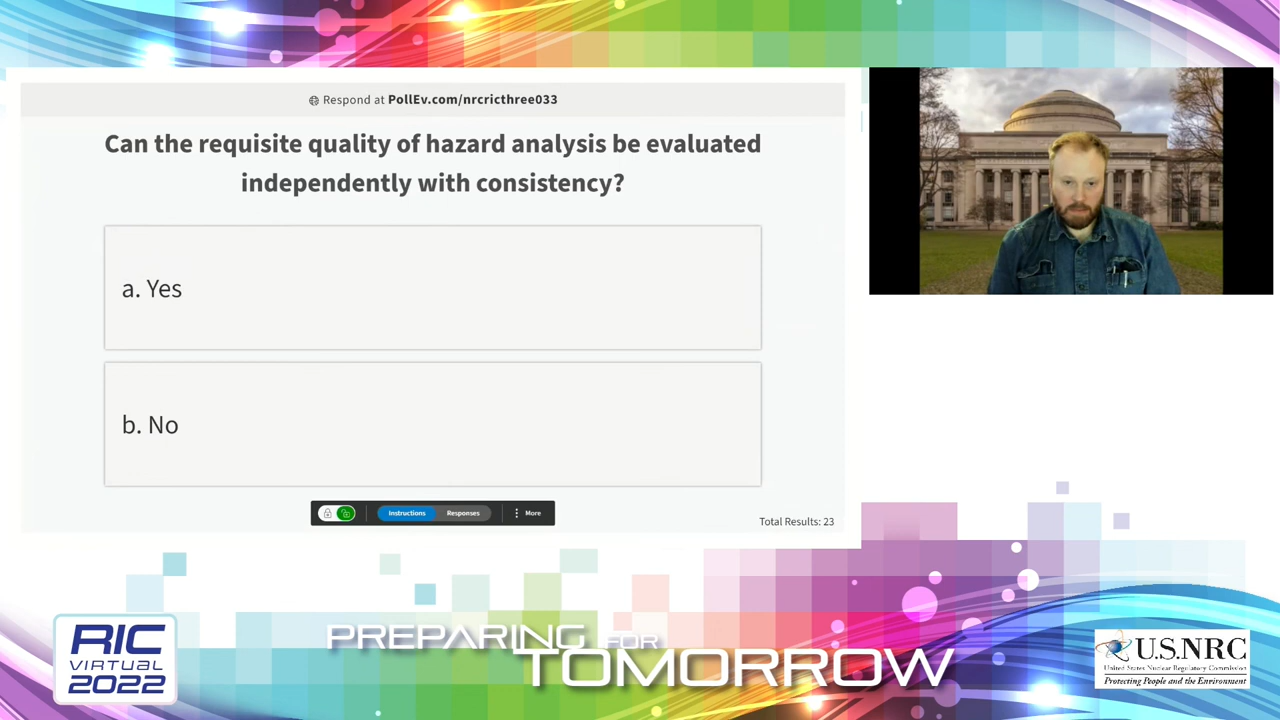 Respond at PollEv.com/nrcricthree033
Can the requisite quality of hazard analysis be evaluated
independently with consistency?
a. Yes
b. No
Instructions
Responses
More
Total Results: 23
RIC
VIRTUAL
2022
PREPARING FOR
TOMORROW
U.S.NRC
United States Nuclear Regulatory Commission
Protecting People and the Environment